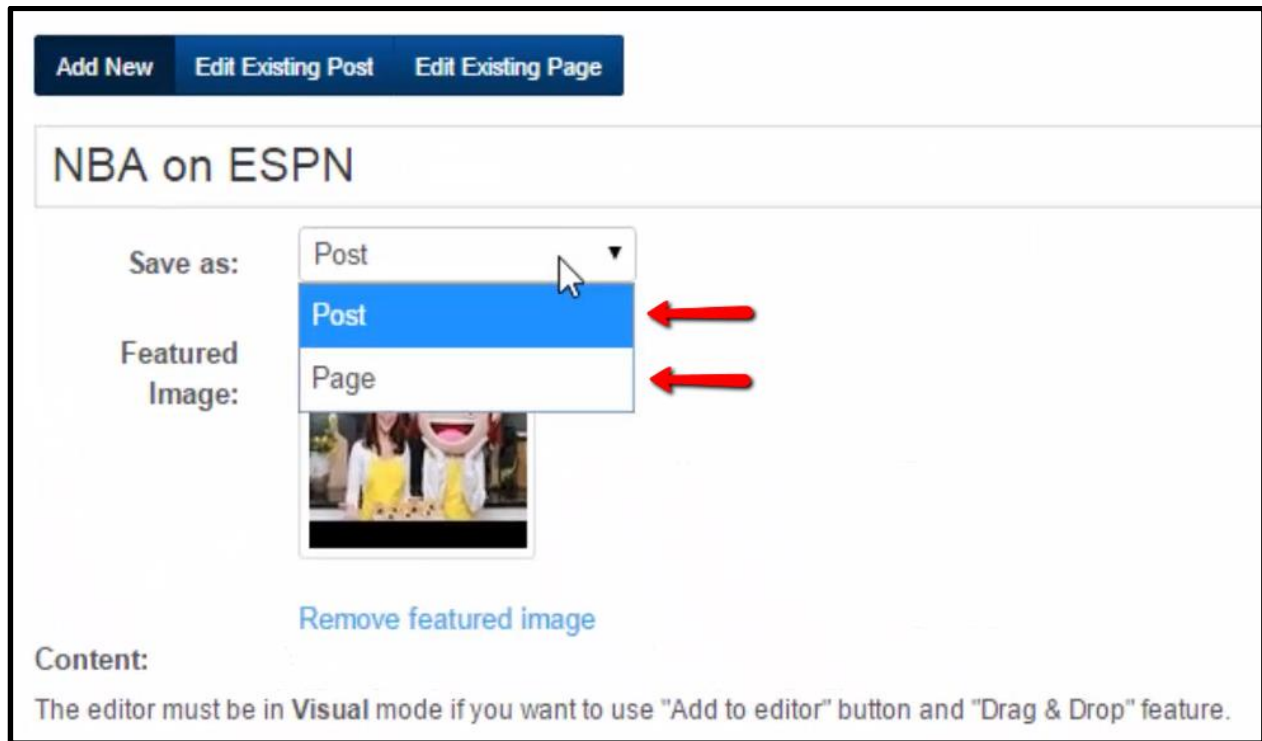 Add New Edit Existing Post Edit Existing Page
NBA on ESPN
Save as: Post
Post
Featured
Image:
Page
Remove featured image
Content:
The editor must be in Visual mode if you want to use "Add to editor" button and "Drag & Drop" feature.